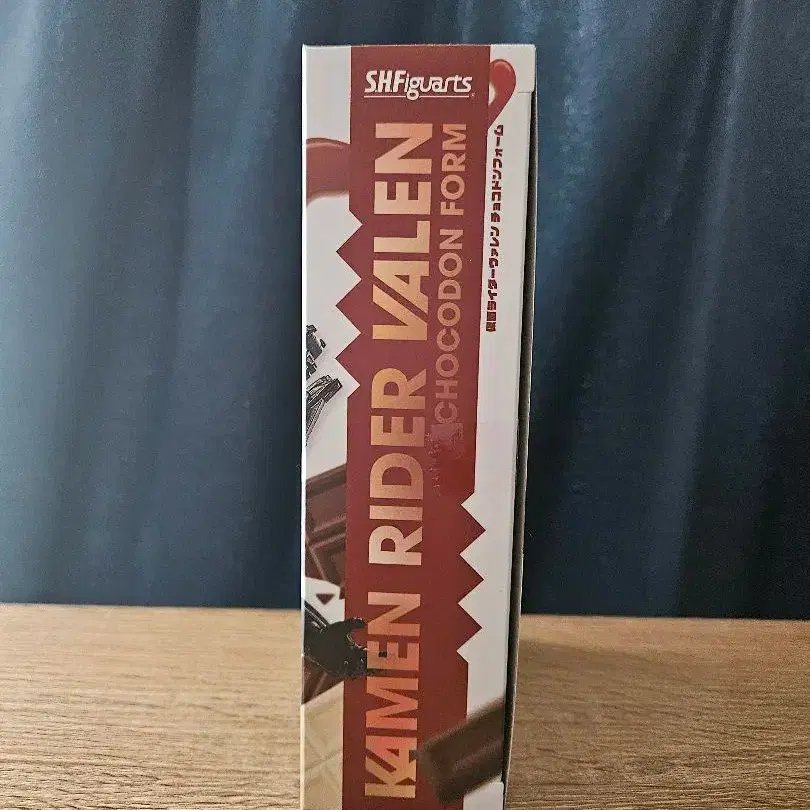 S.H.Figuarts
KAMEN RIDER VALEN
CHOCODON FORM
仮面ライダーヴァレン チョコドンフォーム